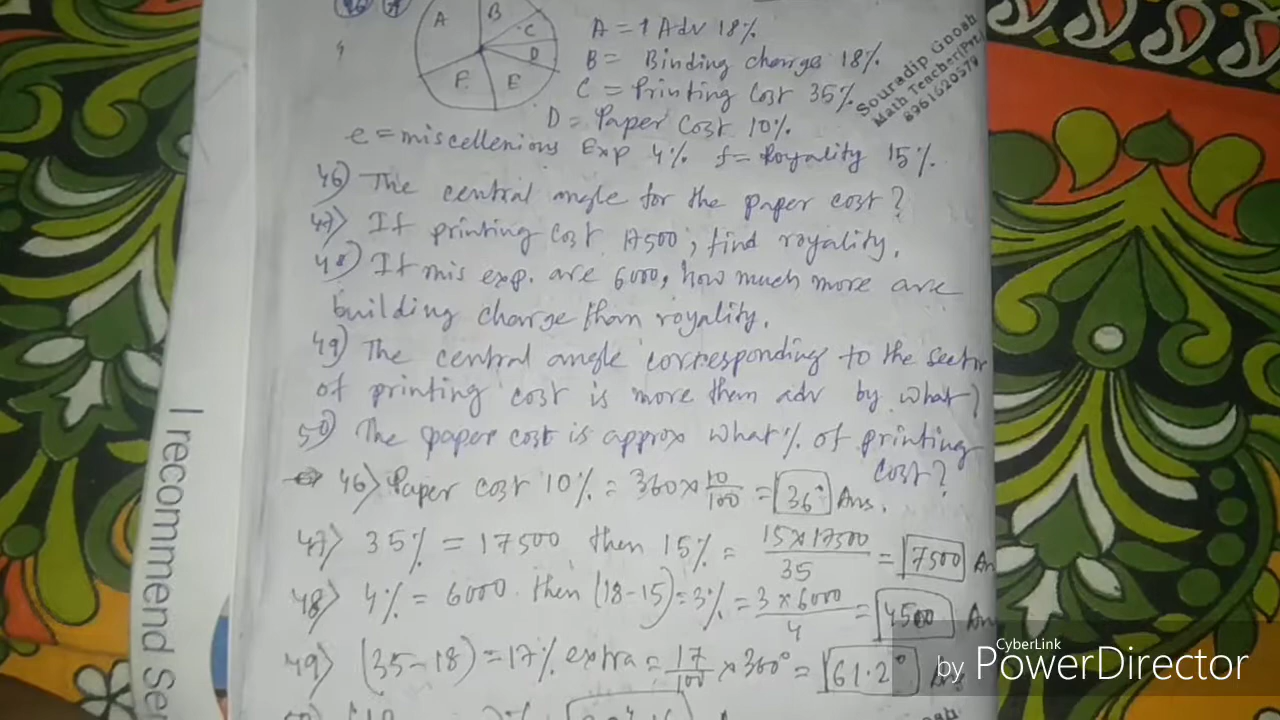 A B C D E F
A = 1 Adv 18%
B = Binding charges 18%.
C = Printing Cost 35%.
D = Paper Cost 10%.
e = miscellenious Exp 4% f = Royality 15%.
Souradip Ghosh
Math Teacher(Pvt.)
46) The central angle for the paper cost?
47) If printing cost 17500, find royality.
48) If mis exp. are 6000, how much more are
building charge than royality.
49) The central angle corresponding to the sector
of printing cost is more them adv by what?
50) The paper cost is approx what % of printing
cost?
46) Paper cost 10% = 360 × 10/100 = 36° Ans.
47) 35% = 17500 then 15% = 15×17500/35 = 7500 An
48) 4% = 6000 then (18-15) = 3% = 3×6000/4 = 4500 An
49) (35-18) = 17% extra = 17/100 × 360° = 61.2° Ans
I recommend Se
CyberLink
by PowerDirector